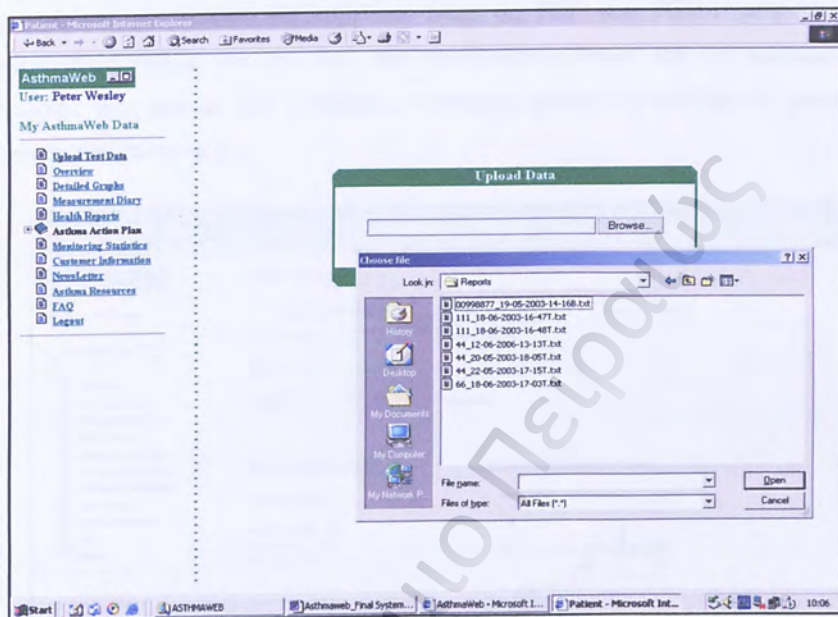 Patient - Microsoft Internet Explorer
Back Search Favorites Media
AsthmaWeb
User: Peter Wesley
My AsthmaWeb Data
Upload Test Data
Overview
Detailed Graphs
Measurement Diary
Health Reports
Asthma Action Plan
Monitoring Statistics
Customer Information
NewsLetter
Asthma Resources
FAQ
Logout
Upload Data
Browse...
Choose file
Look in: Reports
History
Desktop
My Documents
My Computer
My Network P...
00998877_19-05-2003-14-16B.txt
111_18-06-2003-16-47T.txt
111_18-06-2003-16-48T.txt
44_12-06-2006-13-13T.txt
44_20-05-2003-18-05T.txt
44_22-05-2003-17-15T.txt
66_18-06-2003-17-03T.txt
File name: Open
Files of type: All Files (*.*) Cancel
Start ASTHMAWEB Asthmaweb_Final System... AsthmaWeb - Microsoft I... Patient - Microsoft Int... 10:06
Πειραιώς